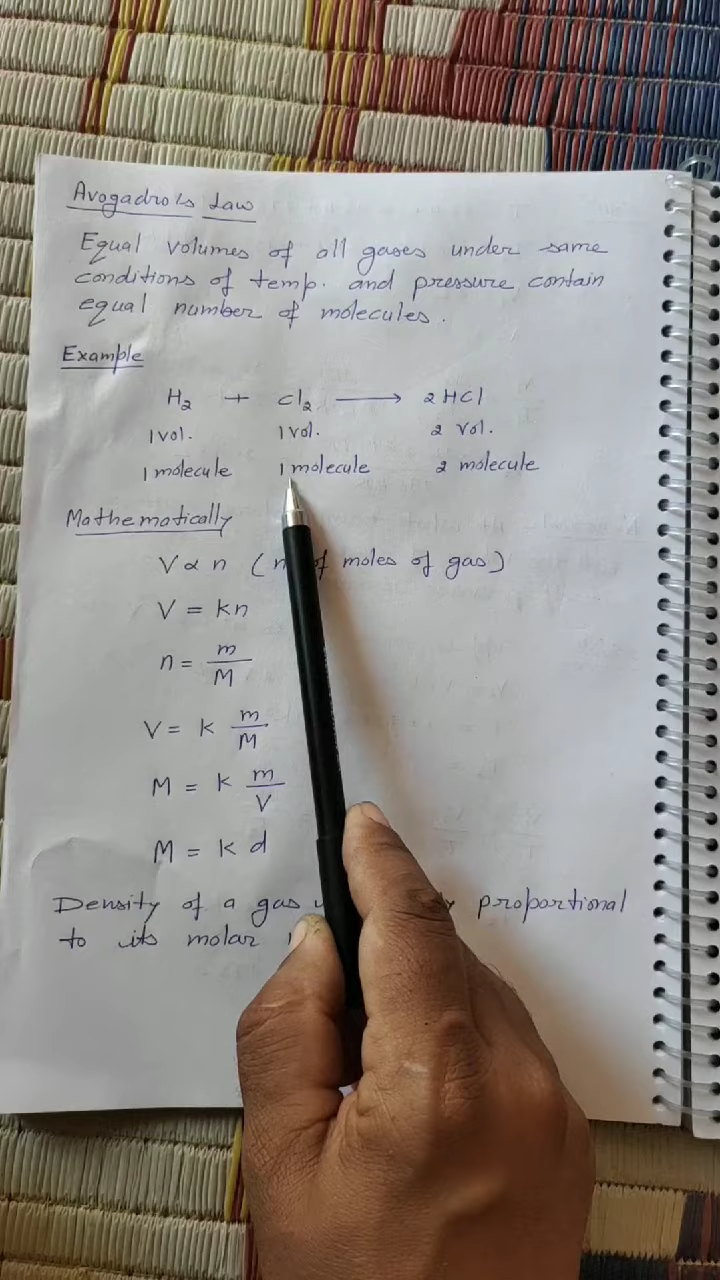 Avogadro's Law
Equal volumes of all gases under same
conditions of temp. and pressure contain
equal number of molecules.
Example
H₂ + Cl₂ ⟶ 2 HCl
1 vol. 1 vol. 2 vol.
1 molecule 1 molecule 2 molecule
Mathematically
V ∝ n (n of moles of gas)
V = kn
n = m/M
V = k m/M
M = k m/V
M = k d
Density of a gas proportional
to its molar